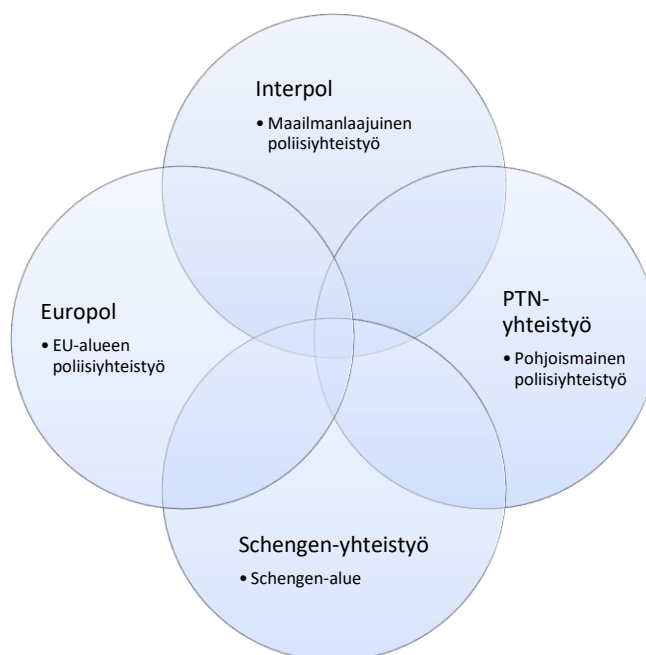 Interpol
• Maailmanlaajuinen
poliisiyhteistyö
Europol
• EU-alueen
poliisiyhteistyö
PTN-
yhteistyö
• Pohjoismainen
poliisiyhteistyö
Schengen-yhteistyö
• Schengen-alue